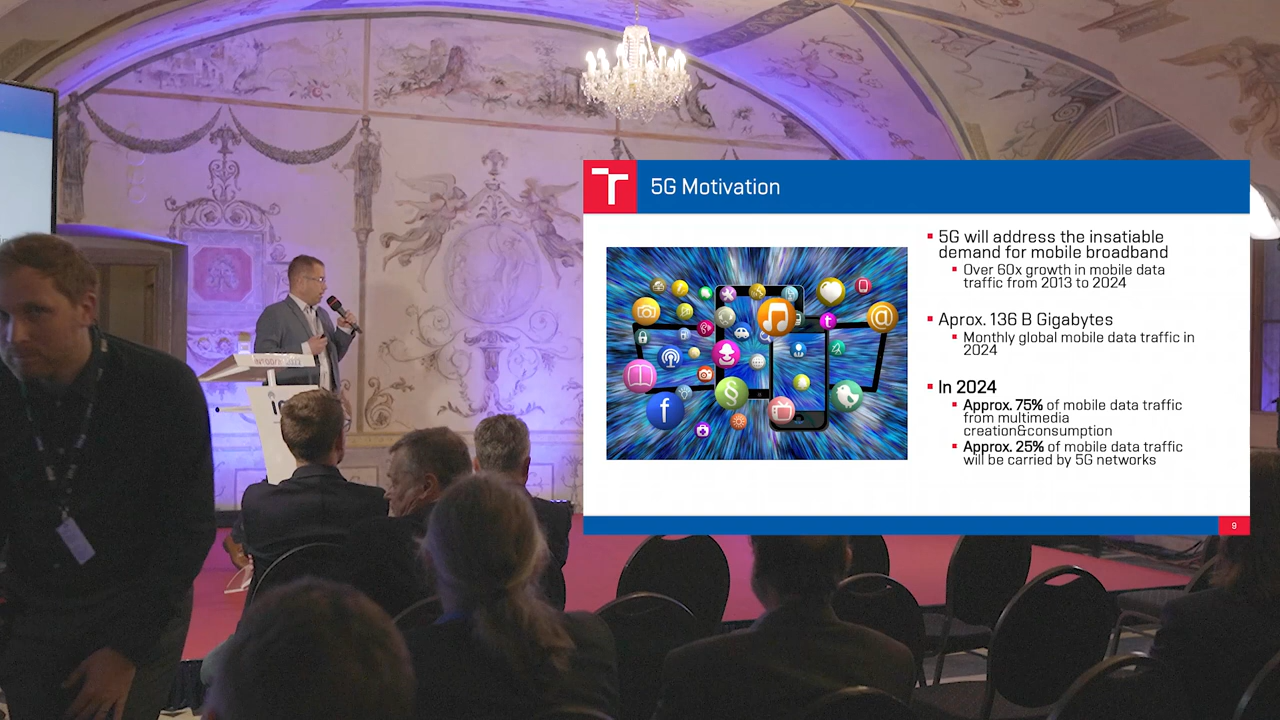 5G Motivation
5G will address the insatiable
demand for mobile broadband
Over 60x growth in mobile data
traffic from 2013 to 2024
Aprox. 136 B Gigabytes
Monthly global mobile data traffic in
2024
In 2024
Approx. 75% of mobile data traffic
from multimedia
creation&consumption
Approx. 25% of mobile data traffic
will be carried by 5G networks
9